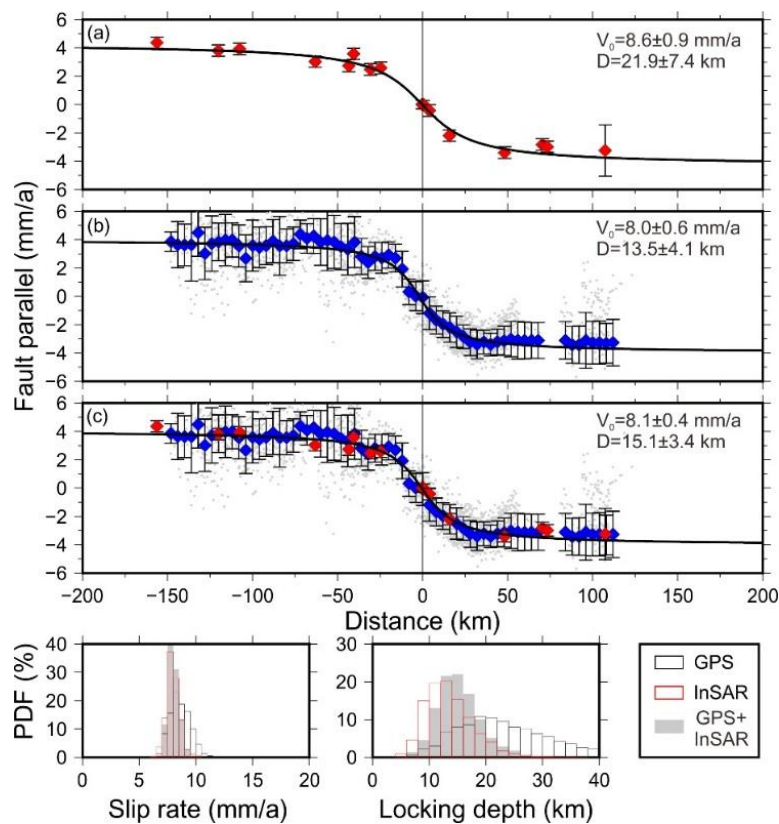 (a)
V₀=8.6±0.9 mm/a
D=21.9±7.4 km
6
4
2
0
−2
−4
−6
(b)
V₀=8.0±0.6 mm/a
D=13.5±4.1 km
6
4
2
0
−2
−4
−6
Fault parallel (mm/a)
(c)
V₀=8.1±0.4 mm/a
D=15.1±3.4 km
6
4
2
0
−2
−4
−6
−200 −150 −100 −50 0 50 100 150 200
Distance (km)
PDF (%)
40
30
20
10
0
0 5 10 15 20
Slip rate (mm/a)
30
20
10
0
0 10 20 30 40
Locking depth (km)
GPS
InSAR
GPS+
InSAR